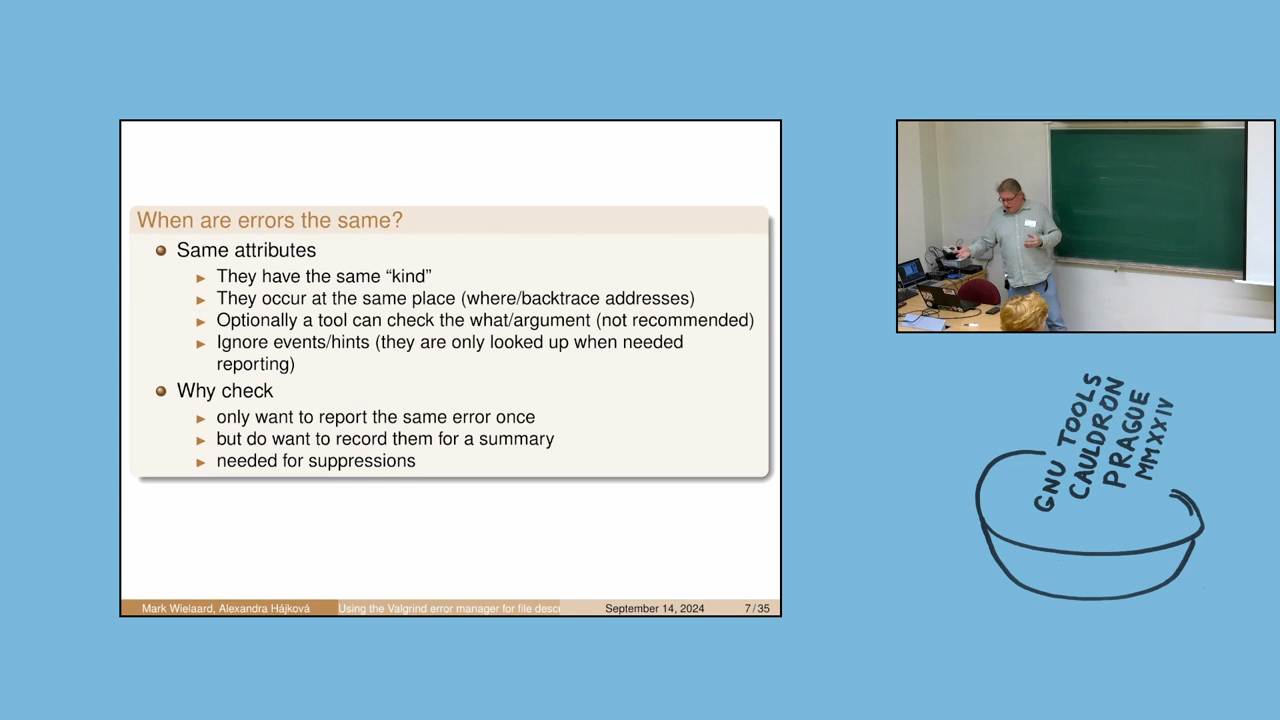 When are errors the same?
Same attributes
They have the same “kind”
They occur at the same place (where/backtrace addresses)
Optionally a tool can check the what/argument (not recommended)
Ignore events/hints (they are only looked up when needed
reporting)
Why check
only want to report the same error once
but do want to record them for a summary
needed for suppressions
Mark Wielaard, Alexandra Hájková
Using the Valgrind error manager for file desc
September 14, 2024
7 / 35
GNU TOOLS
CAULDRON
PRAGUE
MMXXIV